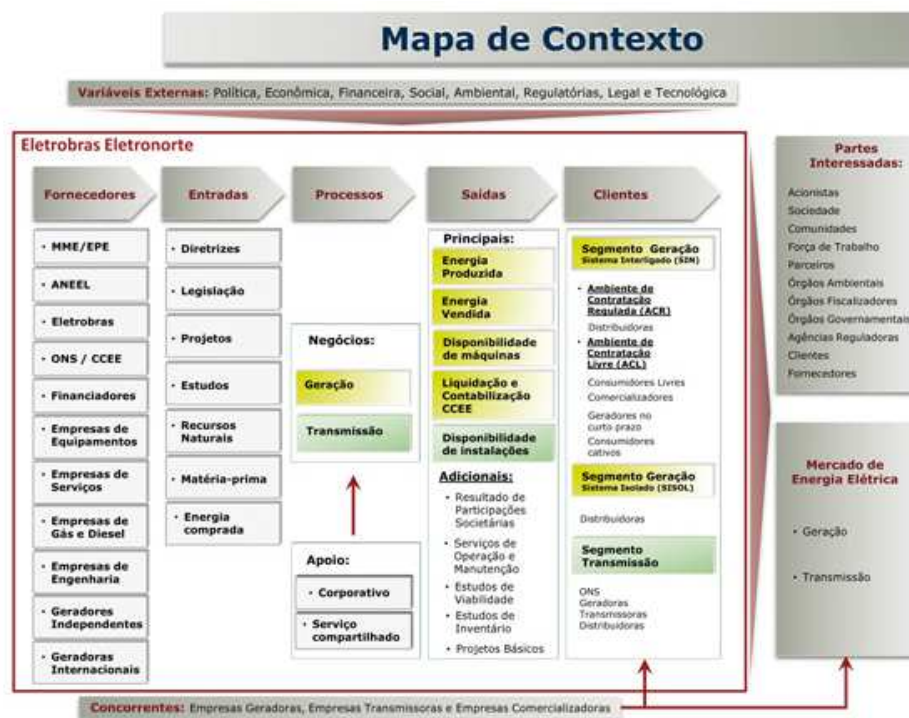 Mapa de Contexto
Variáveis Externas: Política, Econômica, Financeira, Social, Ambiental, Regulatórias, Legal e Tecnológica
Eletrobras Eletronorte
Fornecedores
• MME/EPE
• ANEEL
• Eletrobras
• ONS / CCEE
• Financiadores
• Empresas de
Equipamentos
• Empresas de
Serviços
• Empresas de
Gás e Diesel
• Empresas de
Engenharia
• Geradores
Independentes
• Geradoras
Internacionais
Entradas
• Diretrizes
• Legislação
• Projetos
• Estudos
• Recursos
Naturais
• Matéria-prima
• Energia
comprada
Processos
Negócios:
Geração
Transmissão
Apoio:
• Corporativo
• Serviço
compartilhado
Saídas
Principais:
Energia
Produzida
Energia
Vendida
Disponibilidade
de máquinas
Liquidação e
Contabilização
CCEE
Disponibilidade
de instalações
Adicionais:
• Resultado de
Participações
Societárias
• Serviços de
Operação e
Manutenção
• Estudos de
Viabilidade
• Estudos de
Inventário
• Projetos Básicos
Clientes
Segmento Geração
Sistema Interligado (SIN)
• Ambiente de
Contratação
Regulada (ACR)
Distribuidoras
• Ambiente de
Contratação
Livre (ACL)
Consumidores Livres
Comercializadores
Geradores no
curto prazo
Consumidores
cativos
Segmento Geração
Sistema Isolado (SISOL)
Distribuidoras
Segmento
Transmissão
ONS
Geradoras
Transmissoras
Distribuidoras
Partes
Interessadas:
Acionistas
Sociedade
Comunidades
Força de Trabalho
Parceiros
Órgãos Ambientais
Órgãos Fiscalizadores
Órgãos Governamentais
Agências Reguladoras
Clientes
Fornecedores
Mercado de
Energia Elétrica
• Geração
• Transmissão
Concorrentes: Empresas Geradoras, Empresas Transmissoras e Empresas Comercializadoras